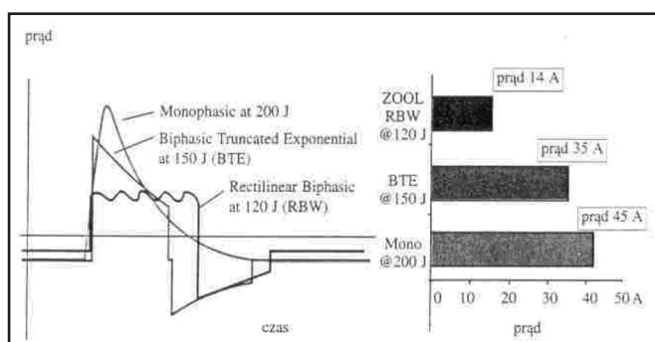 prąd
Monophasic at 200 J
Biphasic Truncated Exponential
at 150 J (BTE)
Rectilinear Biphasic
at 120 J (RBW)
czas
prąd 14 A
ZOOL
RBW
@120 J
prąd 35 A
BTE
@150 J
prąd 45 A
Mono
@200 J
0 10 20 30 40 50 A
prąd